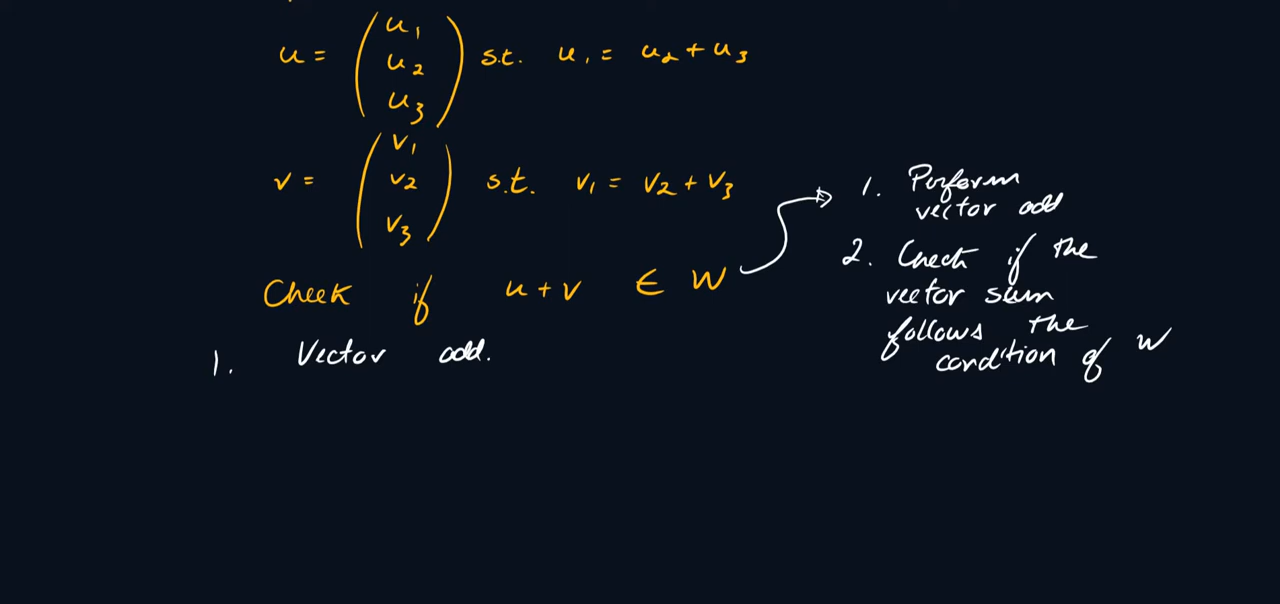 u = ( u1 u2 u3 ) s.t. u1 = u2 + u3
v = ( v1 v2 v3 ) s.t. v1 = v2 + v3
Check if u + v ∈ W
1. Perform
vector add
2. Check if the
vector sum
follows the
condition of W
1. Vector add.